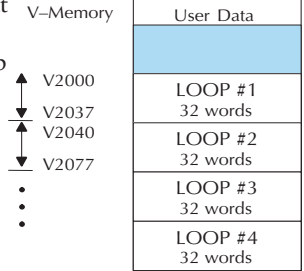 t
V–Memory
User Data
o
V2000
V2037
V2040
V2077
LOOP #1
32 words
LOOP #2
32 words
LOOP #3
32 words
LOOP #4
32 words